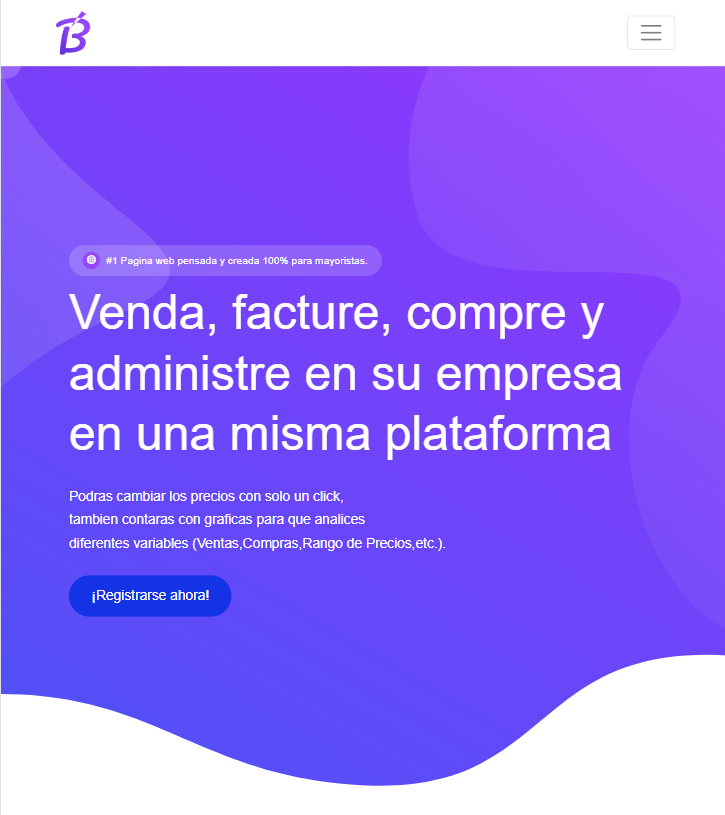 B
#1 Pagina web pensada y creada 100% para mayoristas.
Venda, facture, compre y
administre en su empresa
en una misma plataforma
Podras cambiar los precios con solo un click,
tambien contaras con graficas para que analices
diferentes variables (Ventas,Compras,Rango de Precios,etc.).
¡Registrarse ahora!